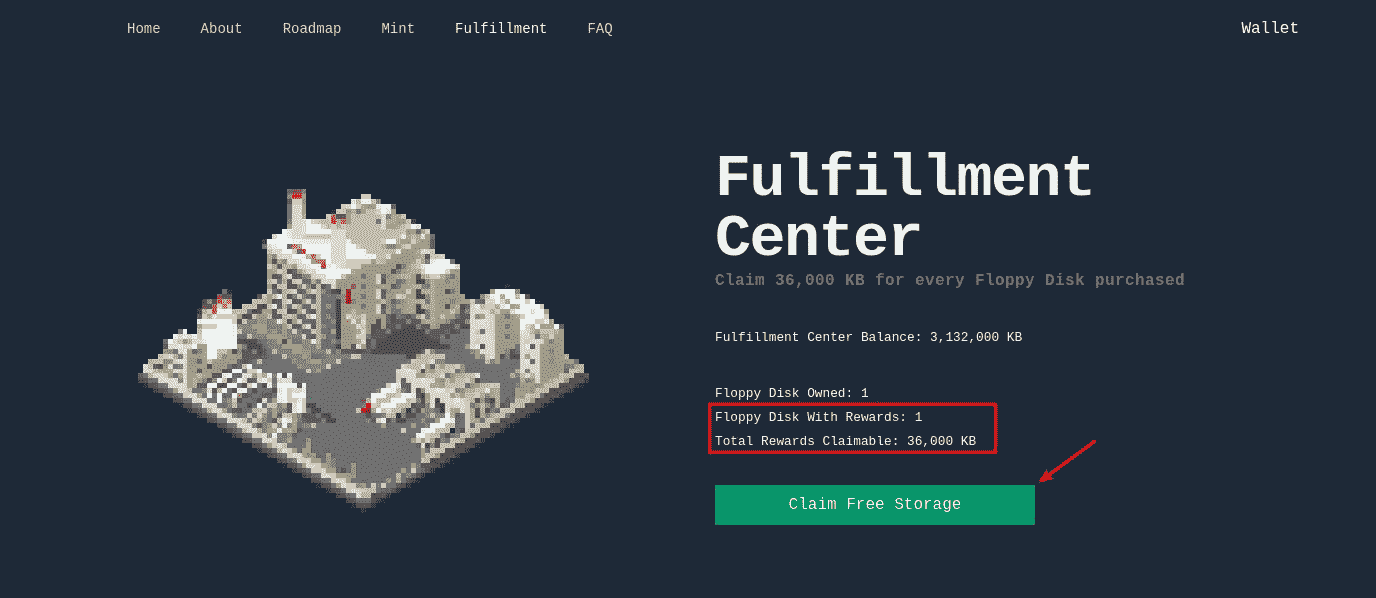 Home About Roadmap Mint Fulfillment FAQ Wallet
Fulfillment
Center
Claim 36,000 KB for every Floppy Disk purchased
Fulfillment Center Balance: 3,132,000 KB
Floppy Disk Owned: 1
Floppy Disk With Rewards: 1
Total Rewards Claimable: 36,000 KB
Claim Free Storage